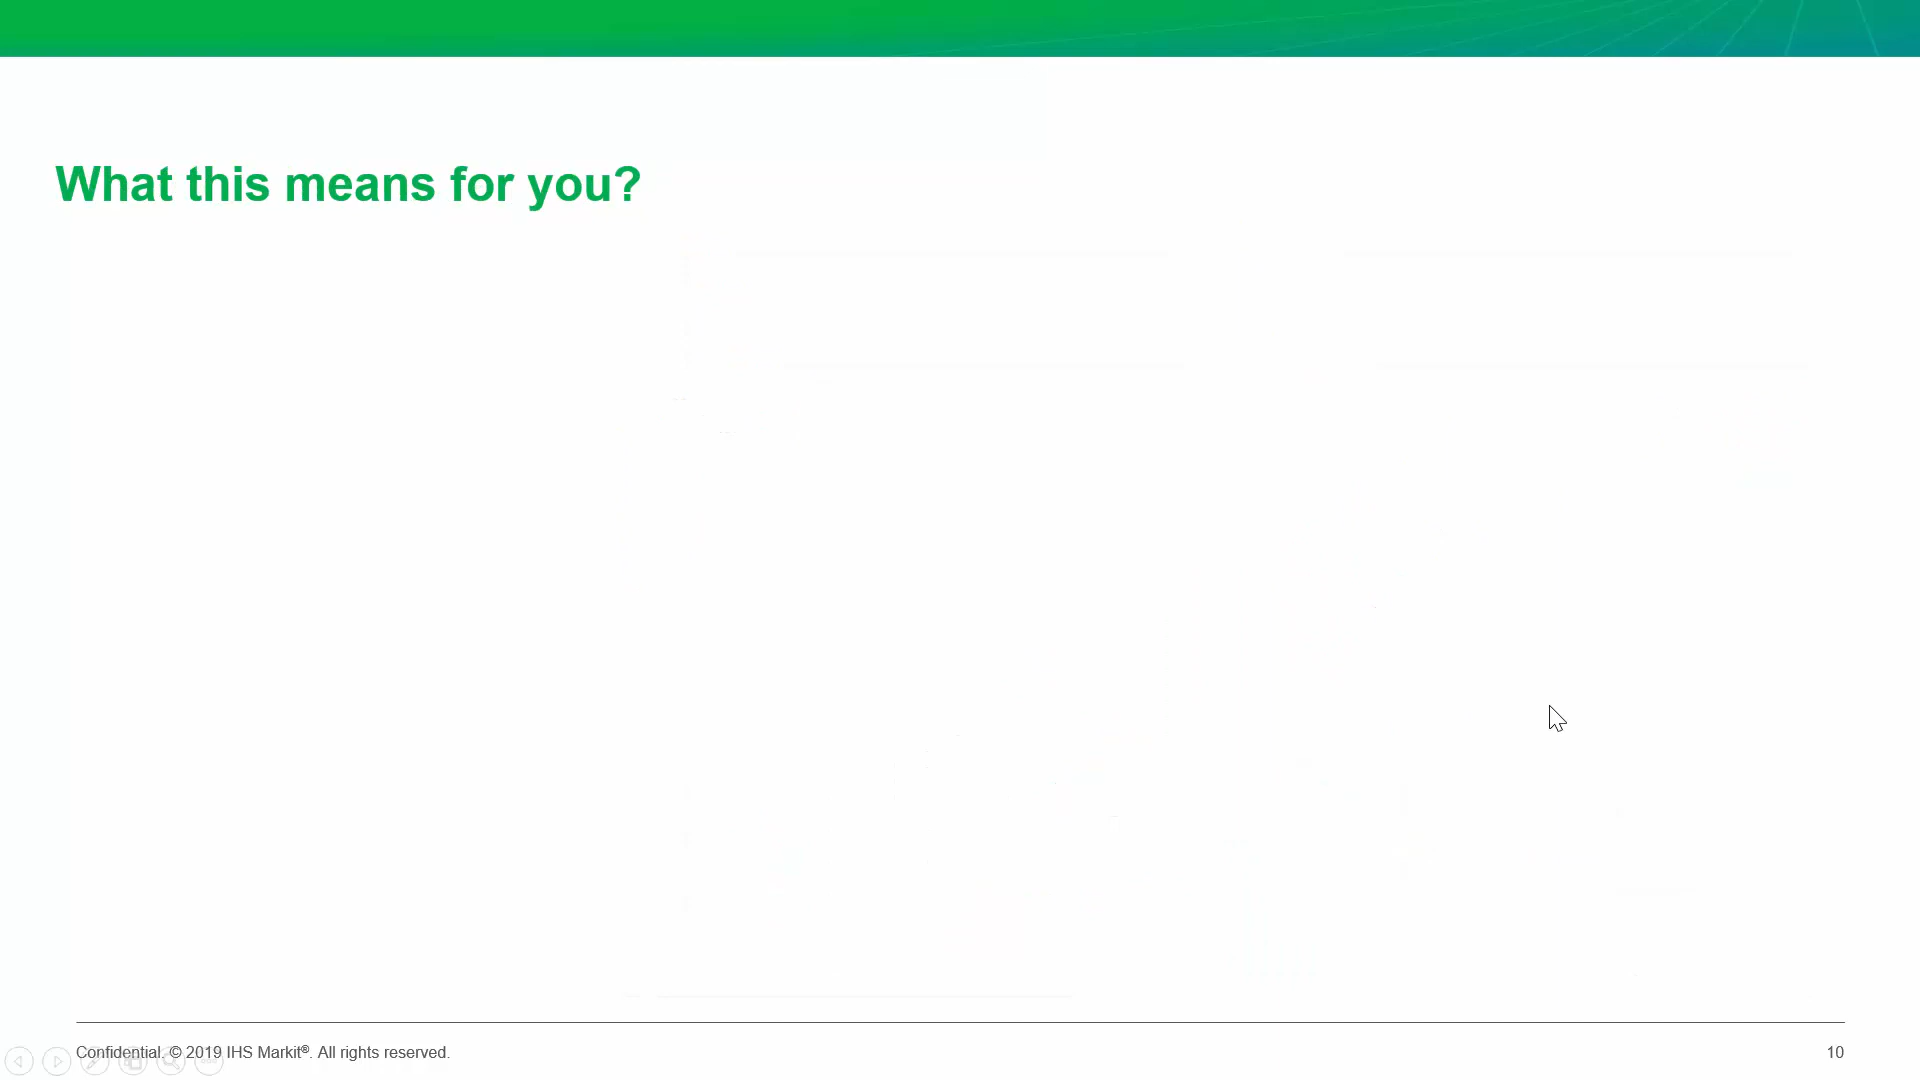 What this means for you?
Confidential. © 2019 IHS Markit®. All rights reserved.
10